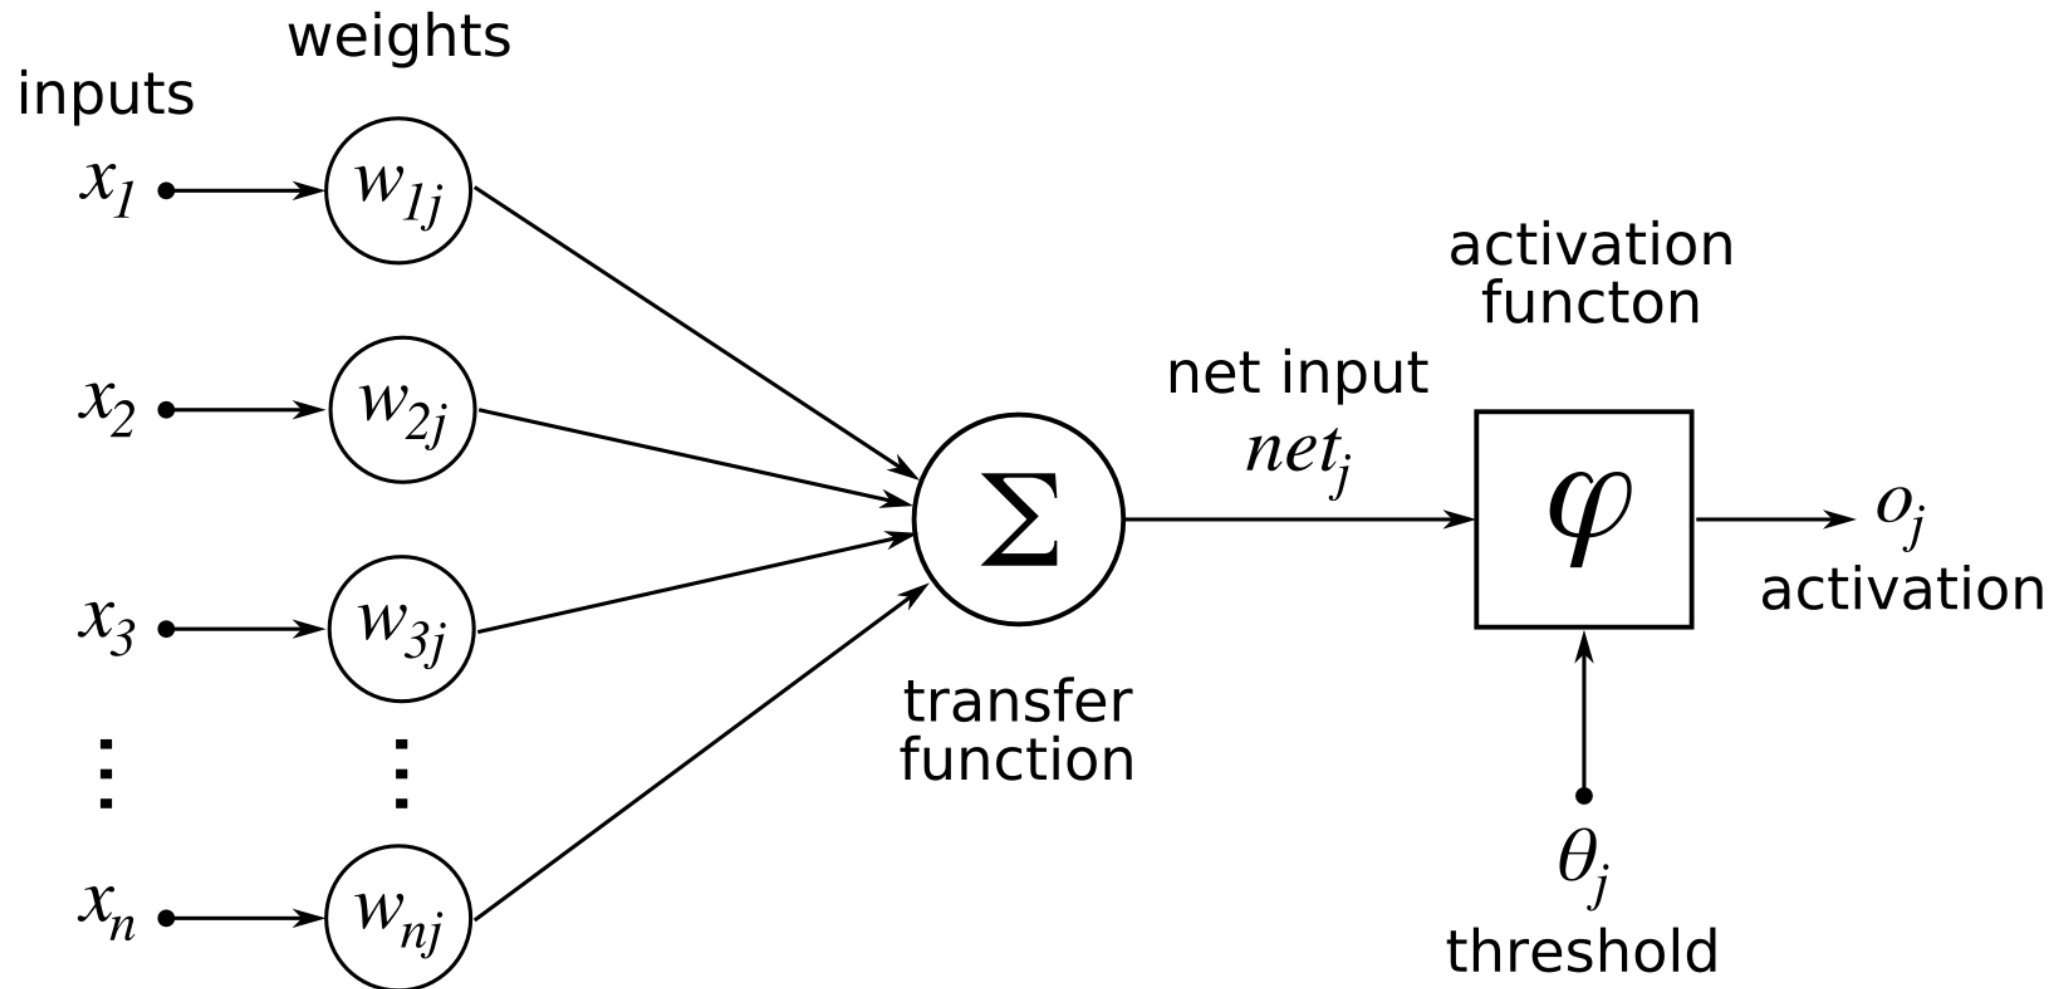 weights
inputs
x1 w1j
x2 w2j
x3 w3j
⋮ ⋮
xn wnj
Σ
transfer
function
net input
netj
activation
functon
φ
oj
activation
θj
threshold